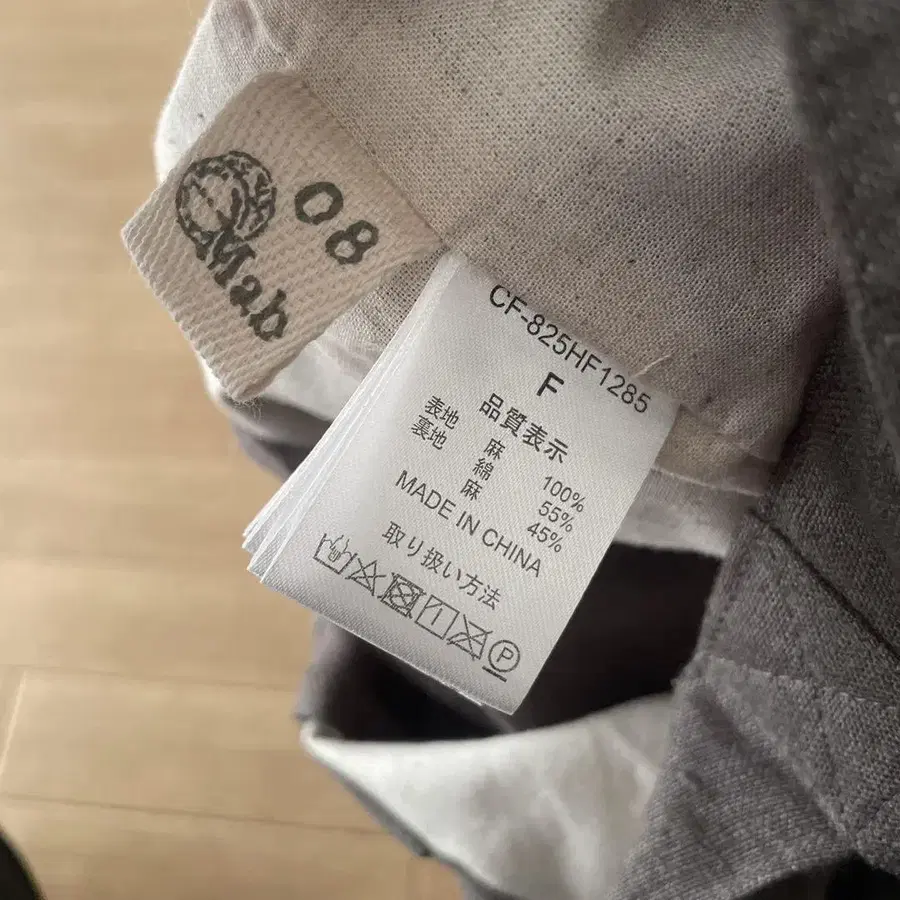 08
Mab
CF-825HF1285
F
品質表示
表地 麻 100%
裏地 綿 55%
麻 45%
MADE IN CHINA
取り扱い方法
P